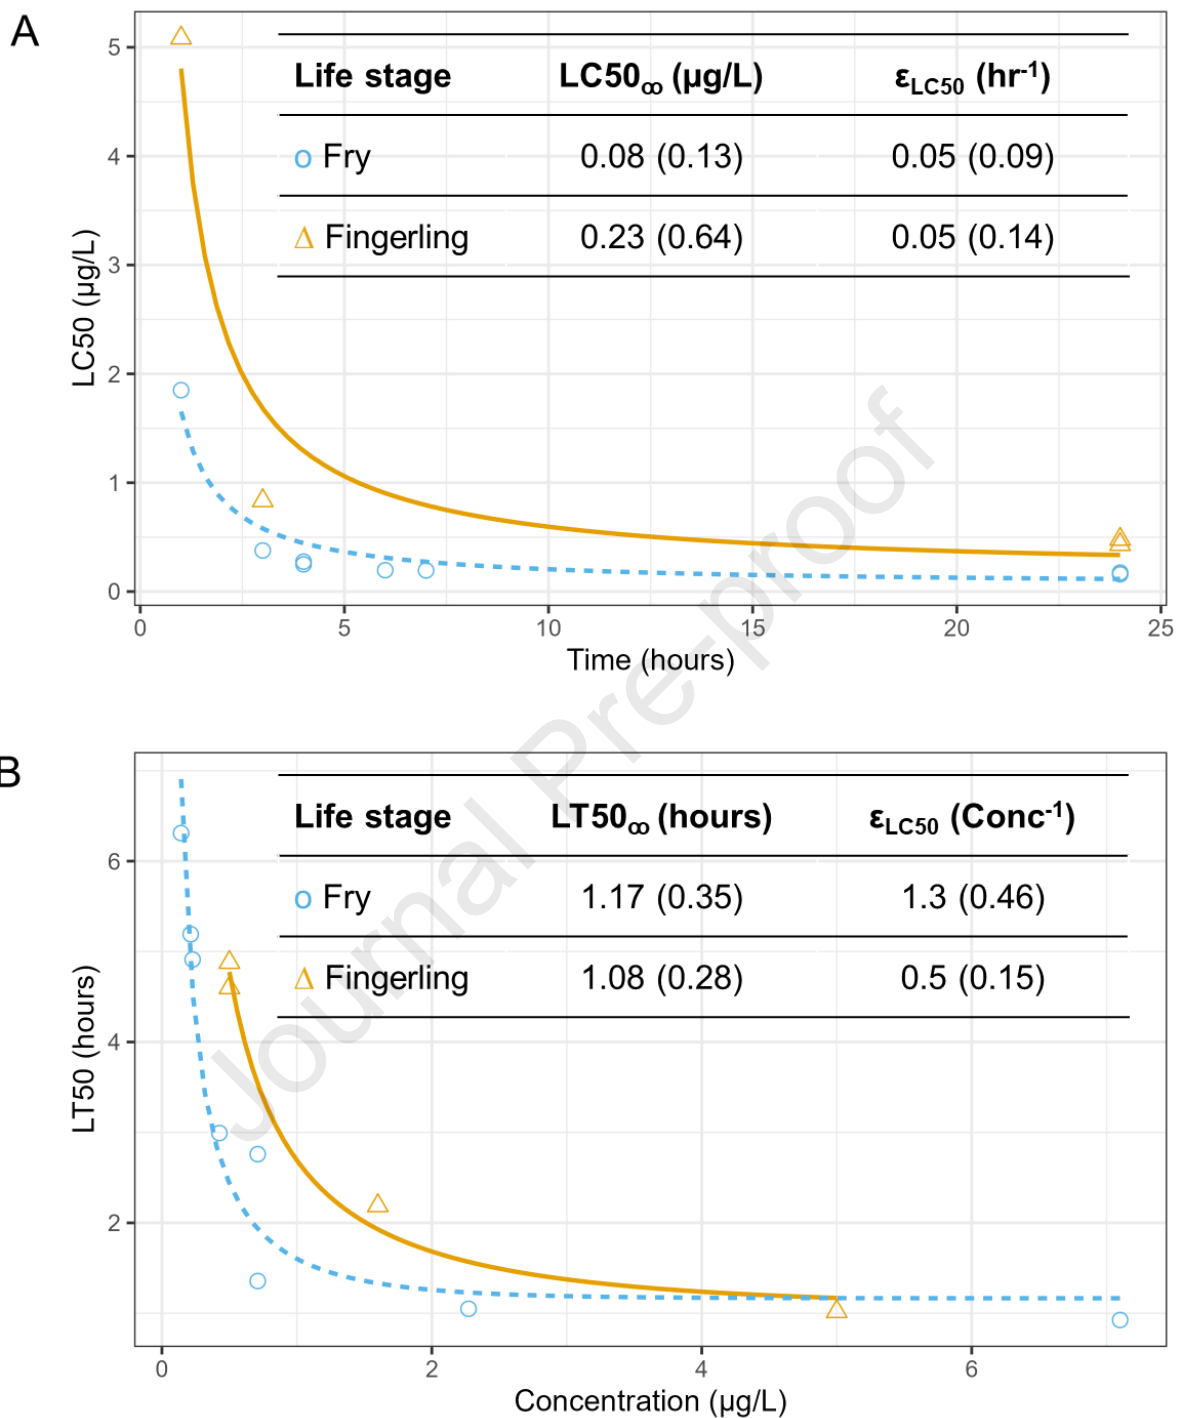 A
5
4
3
2
1
0
LC50 (µg/L)
Life stage LC50∞ (µg/L) εLC50 (hr-1)
Fry 0.08 (0.13) 0.05 (0.09)
Fingerling 0.23 (0.64) 0.05 (0.14)
0 5 10 15 20 25
Time (hours)
Journal Pre-proof
B
6
4
2
LT50 (hours)
Life stage LT50∞ (hours) εLC50 (Conc-1)
Fry 1.17 (0.35) 1.3 (0.46)
Fingerling 1.08 (0.28) 0.5 (0.15)
0 2 4 6
Concentration (µg/L)